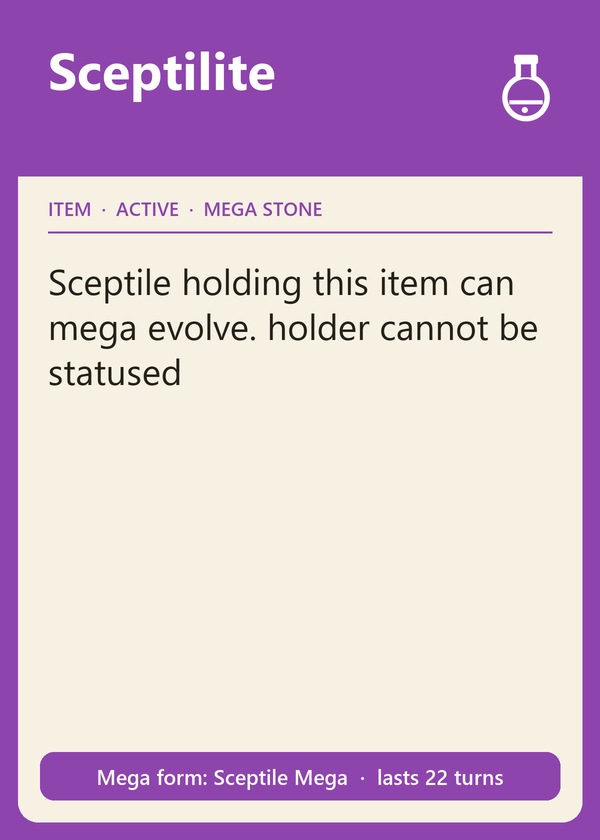 Sceptilite
ITEM · ACTIVE · MEGA STONE
Sceptile holding this item can
mega evolve. holder cannot be
statused
Mega form: Sceptile Mega · lasts 22 turns